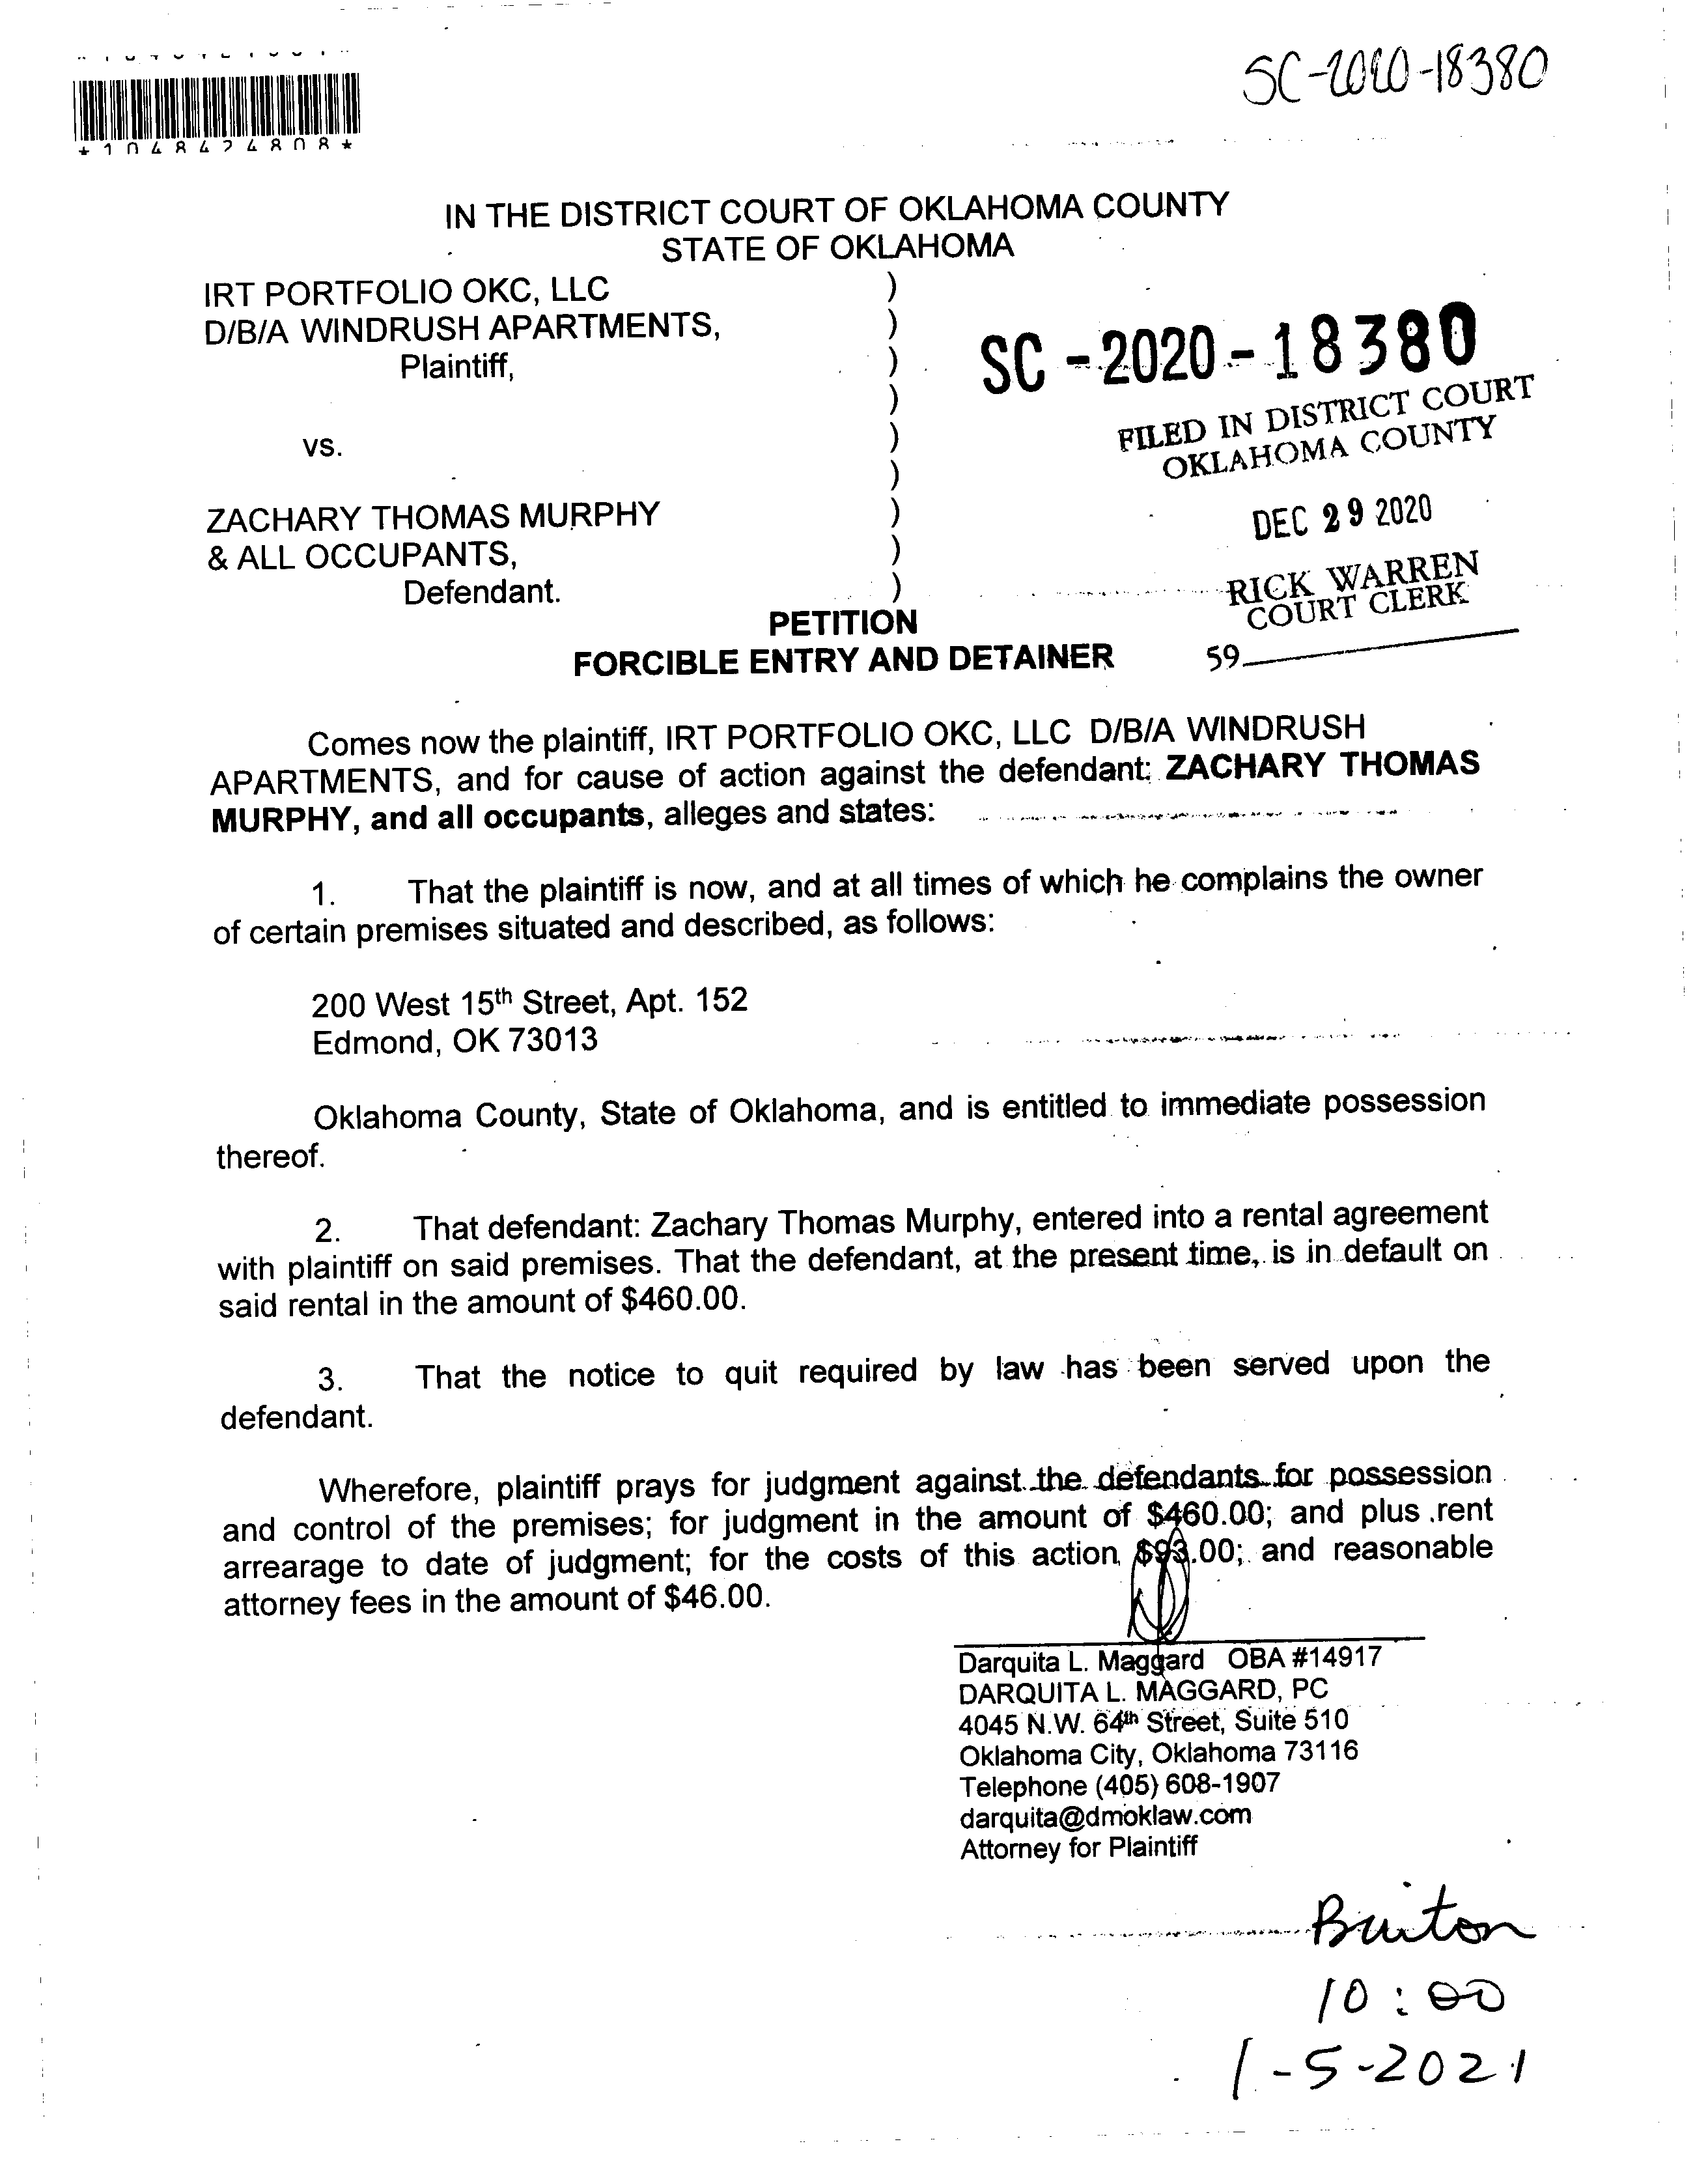 SC-2020-18380
*1048424808*
IN THE DISTRICT COURT OF OKLAHOMA COUNTY
STATE OF OKLAHOMA
IRT PORTFOLIO OKC, LLC )
D/B/A WINDRUSH APARTMENTS, )
Plaintiff, )
)
vs. )
)
ZACHARY THOMAS MURPHY )
& ALL OCCUPANTS, )
Defendant. )
SC-2020-18380
FILED IN DISTRICT COURT
OKLAHOMA COUNTY
DEC 29 2020
RICK WARREN
COURT CLERK
59
PETITION
FORCIBLE ENTRY AND DETAINER
Comes now the plaintiff, IRT PORTFOLIO OKC, LLC D/B/A WINDRUSH
APARTMENTS, and for cause of action against the defendant: ZACHARY THOMAS
MURPHY, and all occupants, alleges and states:
1. That the plaintiff is now, and at all times of which he complains the owner
of certain premises situated and described, as follows:
200 West 15th Street, Apt. 152
Edmond, OK 73013
Oklahoma County, State of Oklahoma, and is entitled to immediate possession
thereof.
2. That defendant: Zachary Thomas Murphy, entered into a rental agreement
with plaintiff on said premises. That the defendant, at the present time, is in default on
said rental in the amount of $460.00.
3. That the notice to quit required by law has been served upon the
defendant.
Wherefore, plaintiff prays for judgment against the defendants for possession
and control of the premises; for judgment in the amount of $460.00; and plus rent
arrearage to date of judgment; for the costs of this action $93.00; and reasonable
attorney fees in the amount of $46.00.
Darquita L. Maggard OBA #14917
DARQUITA L. MAGGARD, PC
4045 N.W. 64th Street, Suite 510
Oklahoma City, Oklahoma 73116
Telephone (405) 608-1907
darquita@dmoklaw.com
Attorney for Plaintiff
10:00
1-5-2021